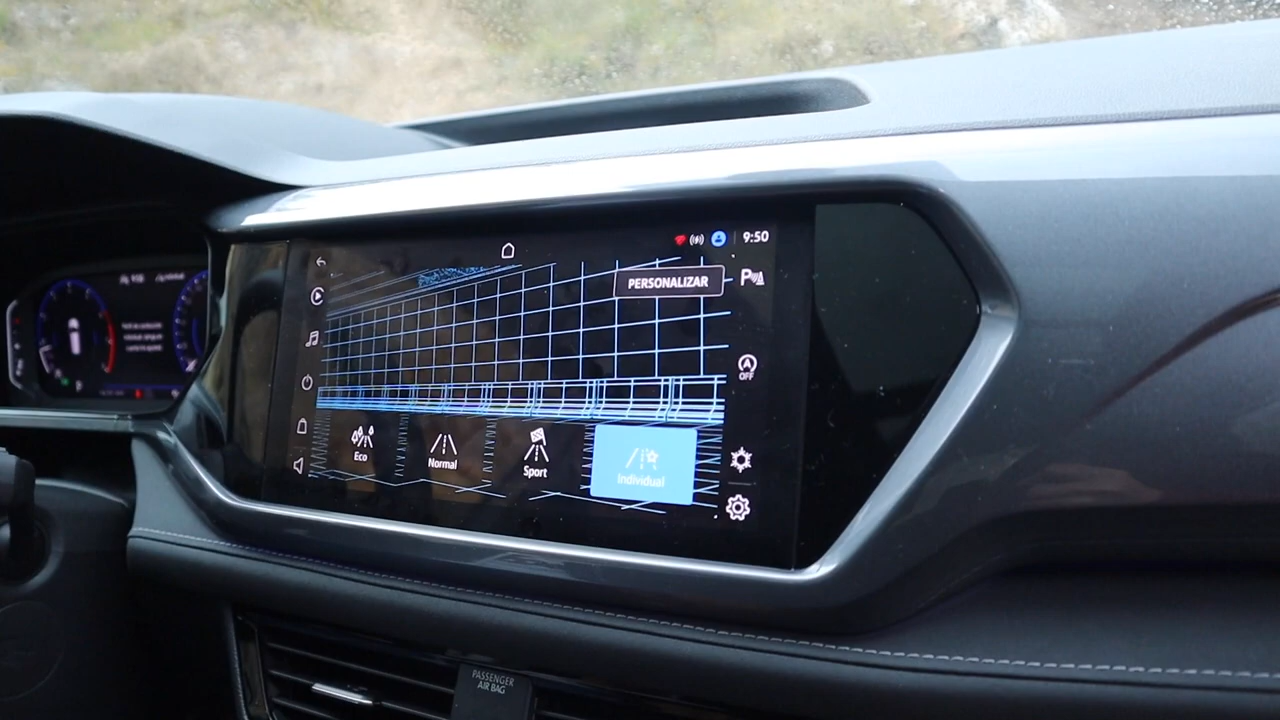 9:50
PERSONALIZAR
P
A
OFF
Eco
Normal
Sport
Individual
PASSENGER
AIR BAG